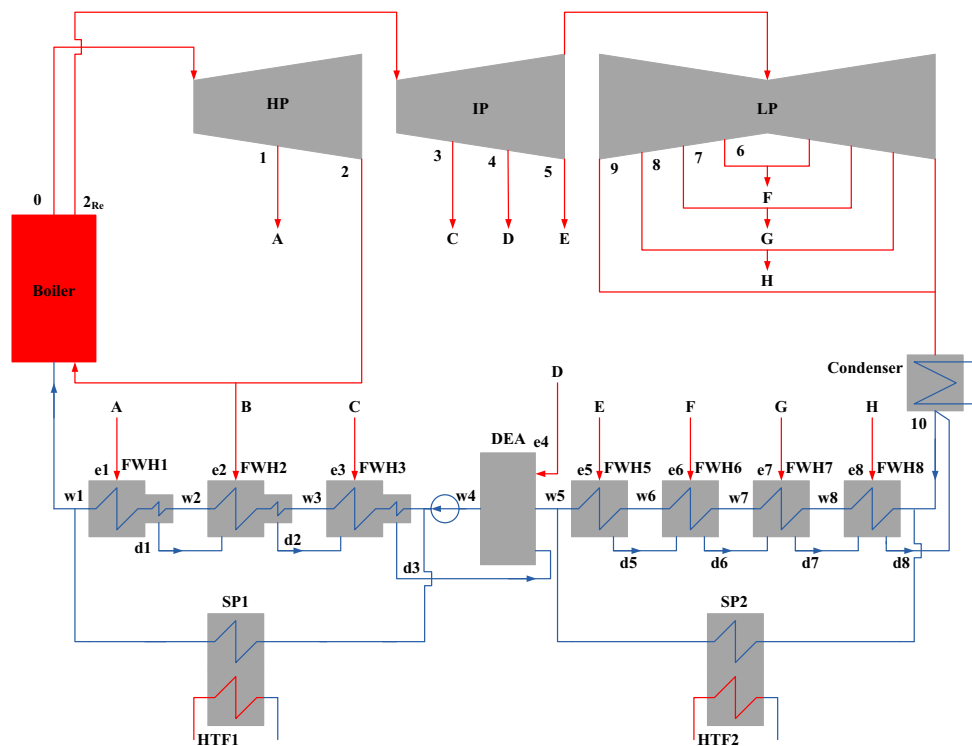 HP
IP
LP
1
2
3
4
5
6
7
8
9
0
2Re
A
C
D
E
F
G
H
Boiler
Condenser
10
A
B
C
D
E
F
G
H
DEA
e4
e1
FWH1
e2
FWH2
e3
FWH3
e5
FWH5
e6
FWH6
e7
FWH7
e8
FWH8
w1
w2
w3
w4
w5
w6
w7
w8
d1
d2
d3
d5
d6
d7
d8
SP1
SP2
HTF1
HTF2